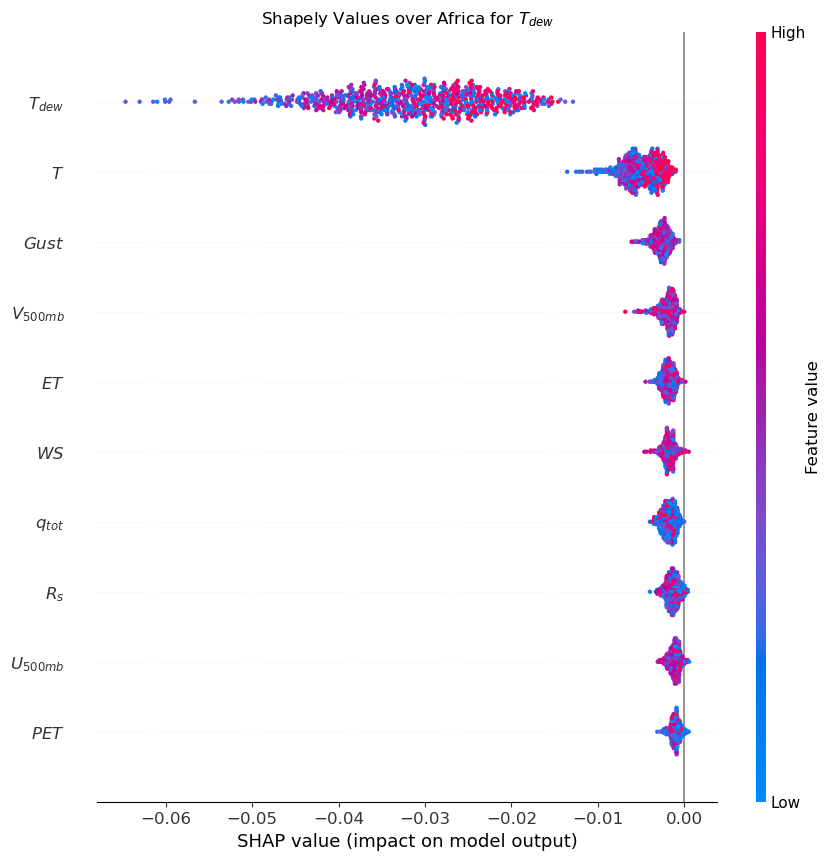 Shapely Values over Africa for T_dew
High
T_dew
T
Gust
V_500mb
ET
WS
q_tot
R_s
U_500mb
PET
Feature value
Low
−0.06 −0.05 −0.04 −0.03 −0.02 −0.01 0.00
SHAP value (impact on model output)